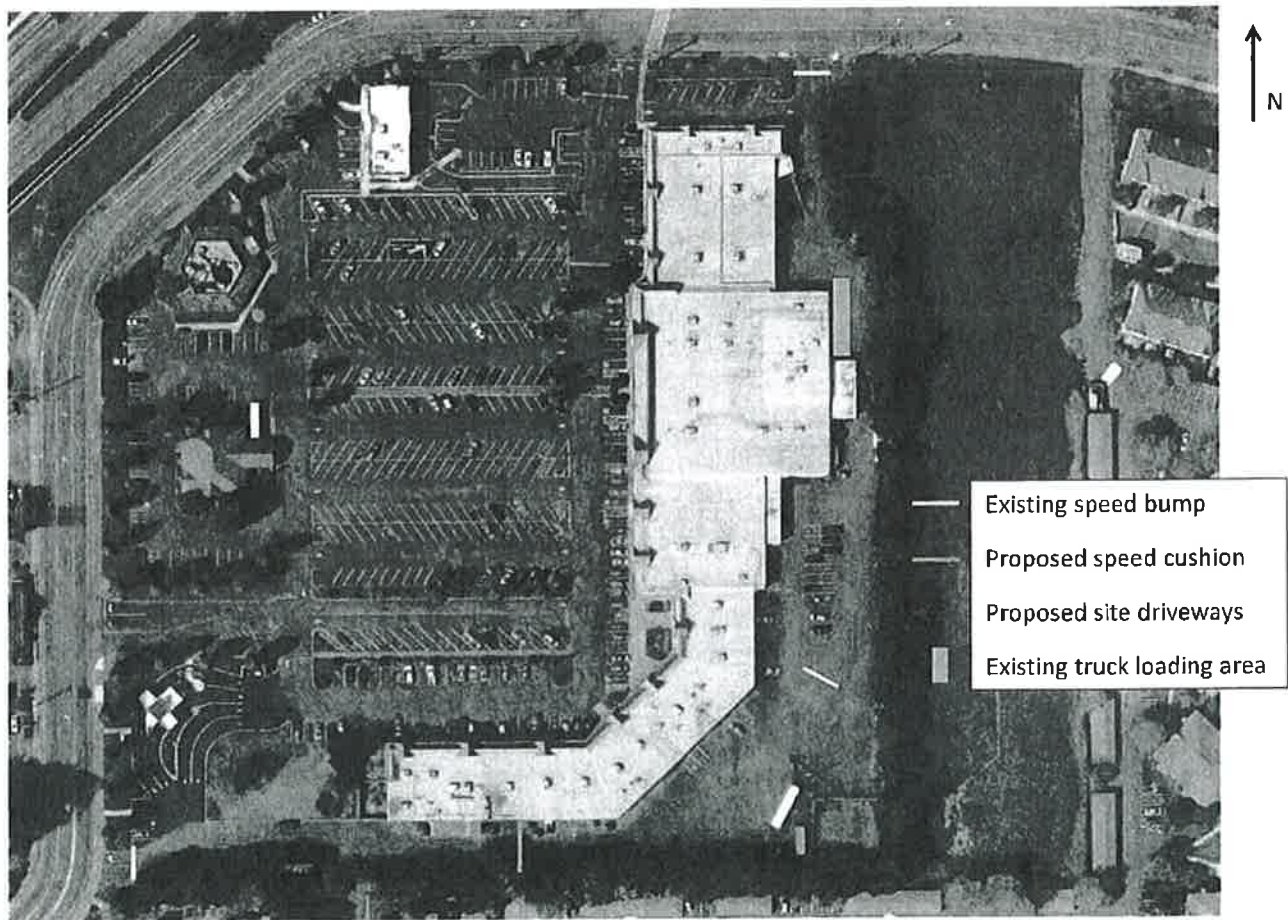 N
Existing speed bump
Proposed speed cushion
Proposed site driveways
Existing truck loading area